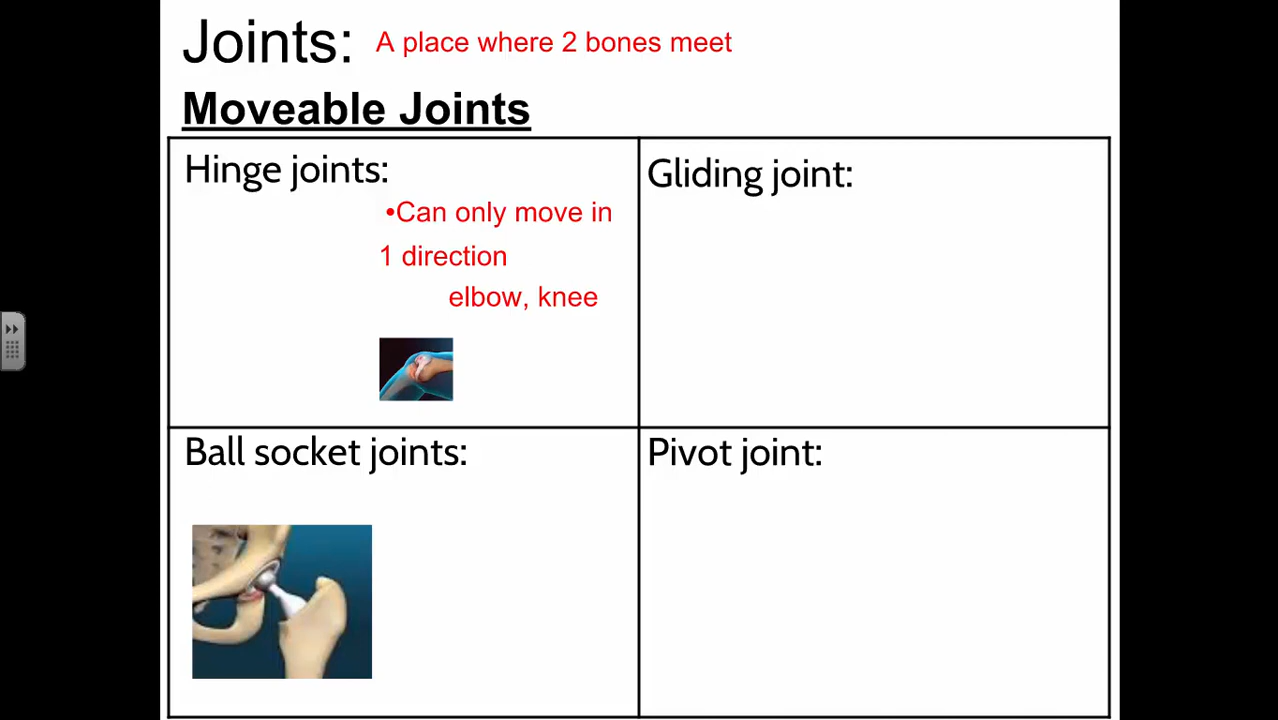 Joints: A place where 2 bones meet
Moveable Joints
Hinge joints:
•Can only move in
1 direction
elbow, knee
Gliding joint:
Ball socket joints:
Pivot joint: